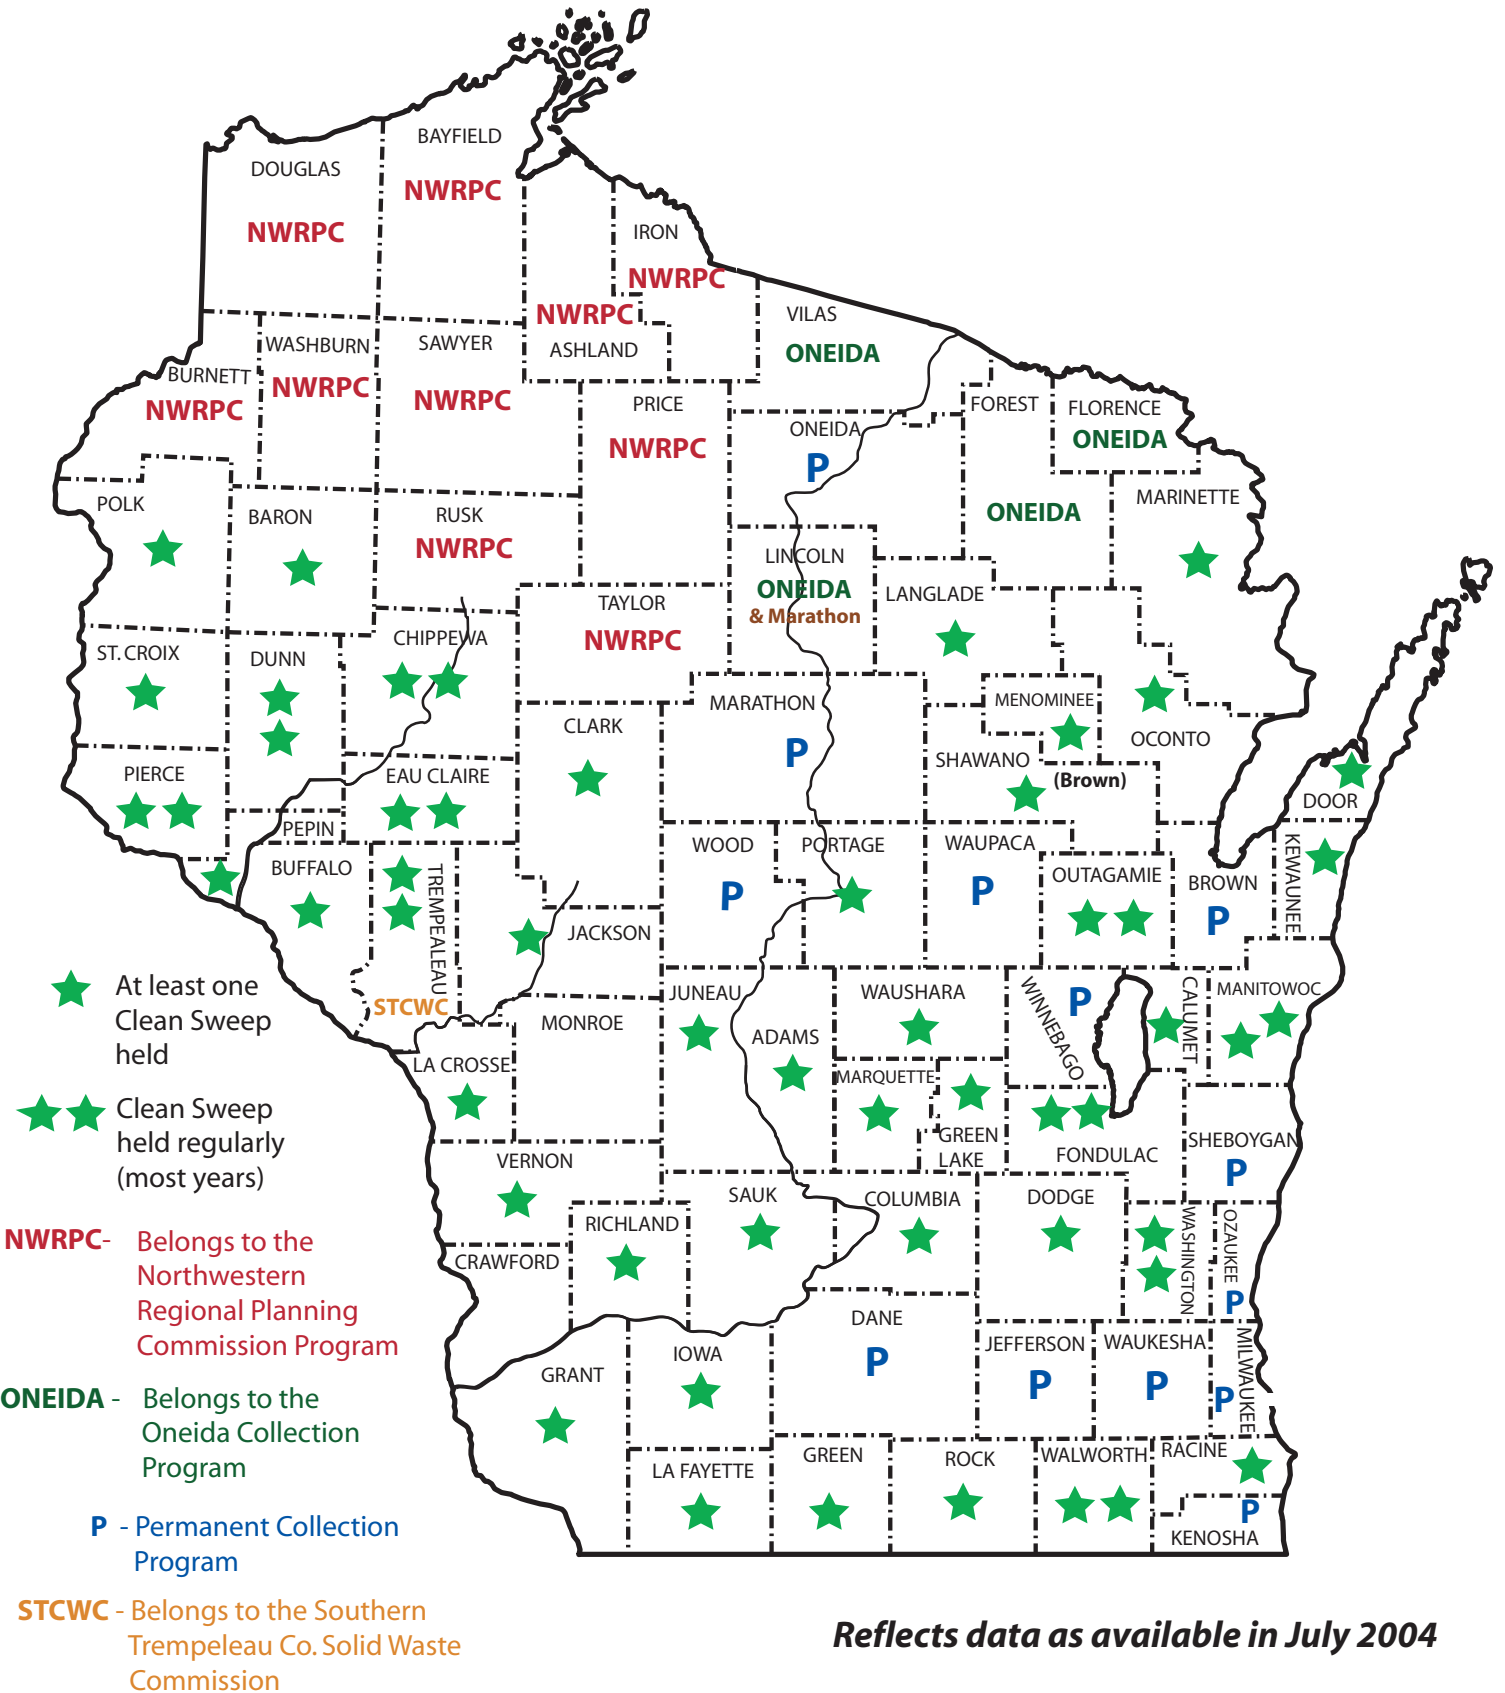 BAYFIELD
DOUGLAS
NWRPC
NWRPC
IRON
NWRPC
NWRPC
VILAS
WASHBURN
SAWYER
ASHLAND
ONEIDA
BURNETT
NWRPC
NWRPC
NWRPC
PRICE
FOREST
FLORENCE
ONEIDA
ONEIDA
NWRPC
P
POLK
BARON
RUSK
MARINETTE
ONEIDA
NWRPC
LINCOLN
ONEIDA
& Marathon
LANGLADE
TAYLOR
NWRPC
CHIPPEWA
ST. CROIX
DUNN
MARATHON
MENOMINEE
CLARK
OCONTO
P
SHAWANO
(Brown)
PIERCE
EAU CLAIRE
DOOR
PEPIN
WOOD
PORTAGE
WAUPACA
KEWAUNEE
BUFFALO
TREMPEALEAU
OUTAGAMIE
BROWN
P
P
P
JACKSON
At least one
Clean Sweep
held
STCWC
MONROE
JUNEAU
WAUSHARA
WINNEBAGO
P
CALUMET
MANITOWOC
ADAMS
LA CROSSE
MARQUETTE
Clean Sweep
held regularly
(most years)
GREEN
LAKE
FONDULAC
SHEBOYGAN
P
VERNON
SAUK
COLUMBIA
DODGE
WASHINGTON
OZAUKEE
P
RICHLAND
CRAWFORD
NWRPC- Belongs to the
Northwestern
Regional Planning
Commission Program
DANE
P
JEFFERSON
P
WAUKESHA
P
MILWAUKEE
P
GRANT
IOWA
ONEIDA - Belongs to the
Oneida Collection
Program
LA FAYETTE
GREEN
ROCK
WALWORTH
RACINE
P
KENOSHA
P - Permanent Collection
Program
STCWC - Belongs to the Southern
Trempeleau Co. Solid Waste
Commission
Reflects data as available in July 2004